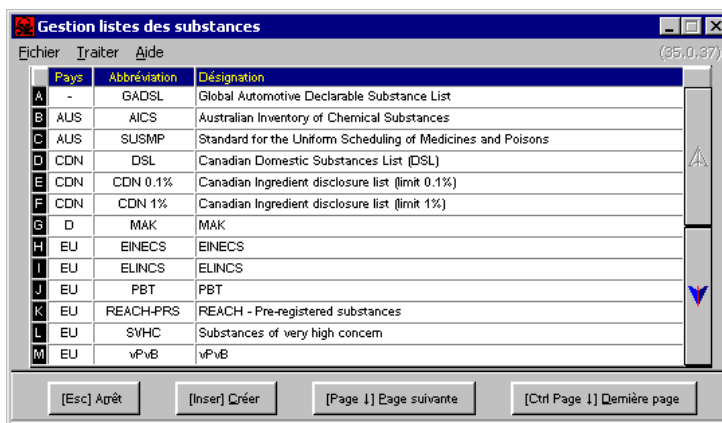 Gestion listes des substances
Fichier Traiter Aide (35.0.37)
Pays Abbréviation Désignation
A - GADSL Global Automotive Declarable Substance List
B AUS AICS Australian Inventory of Chemical Substances
C AUS SUSMP Standard for the Uniform Scheduling of Medicines and Poisons
D CDN DSL Canadian Domestic Substances List (DSL)
E CDN CDN 0.1% Canadian Ingredient disclosure list (limit 0.1%)
F CDN CDN 1% Canadian Ingredient disclosure list (limit 1%)
G D MAK MAK
H EU EINECS EINECS
I EU ELINCS ELINCS
J EU PBT PBT
K EU REACH-PRS REACH - Pre-registered substances
L EU SVHC Substances of very high concern
M EU vPvB vPvB
[Esc] Arrêt [Inser] Créer [Page ↓] Page suivante [Ctrl Page ↓] Dernière page